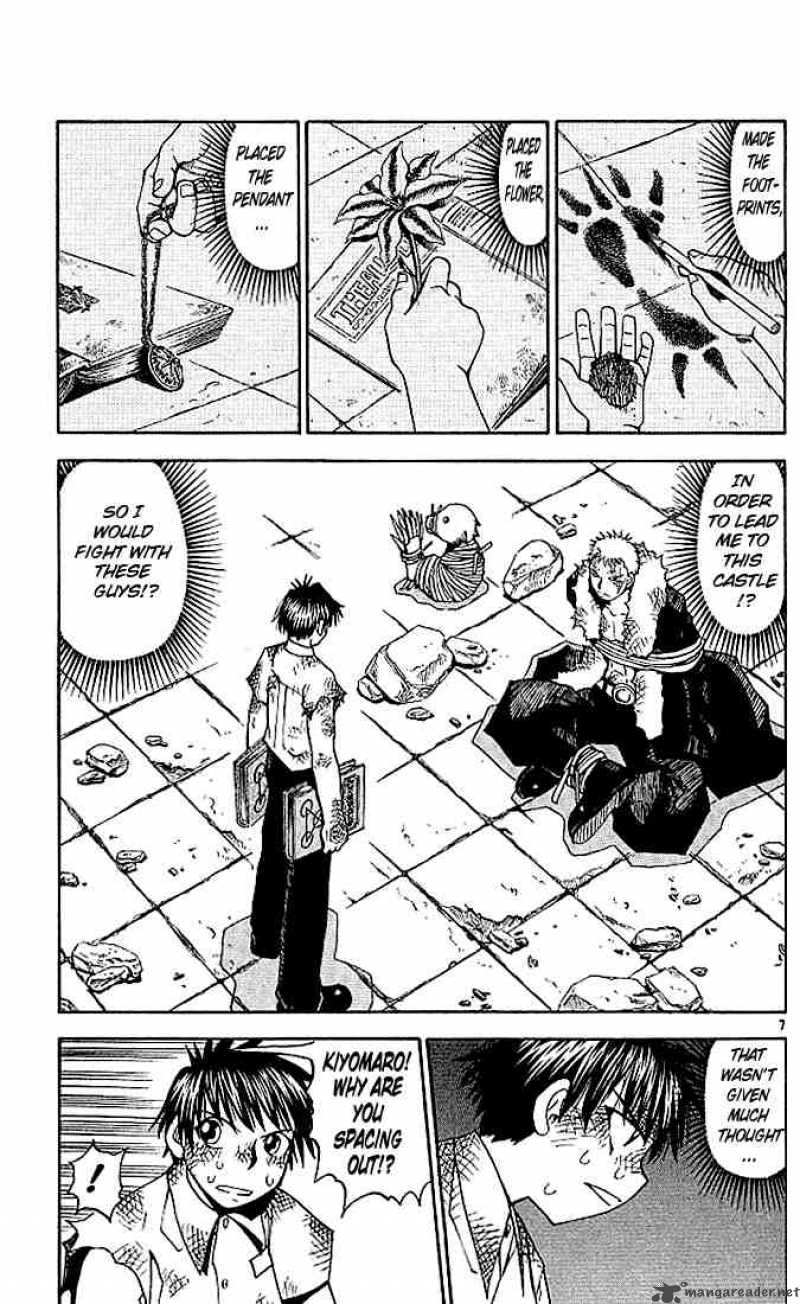 MADE
THE
FOOT-
PRINTS,
PLACED
THE
FLOWER,
PLACED
THE
PENDANT
...
IN
ORDER
TO LEAD
ME TO
THIS
CASTLE
!?
SO I
WOULD
FIGHT WITH
THESE
GUYS!?
7
THAT
WASN'T
GIVEN
MUCH
THOUGHT
...
KIYOMARO!
WHY ARE
YOU
SPACING
OUT!?
!
mangareader.net